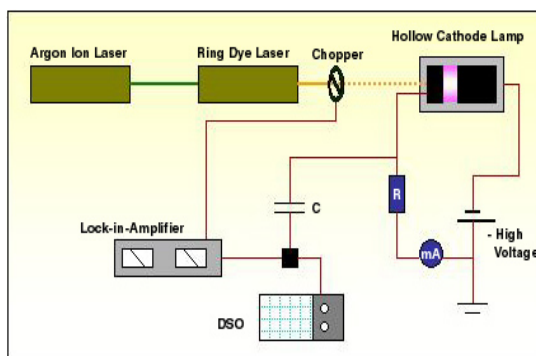 Argon Ion Laser
Ring Dye Laser
Chopper
Hollow Cathode Lamp
R
C
Lock-in-Amplifier
mA
- High
Voltage
DSO